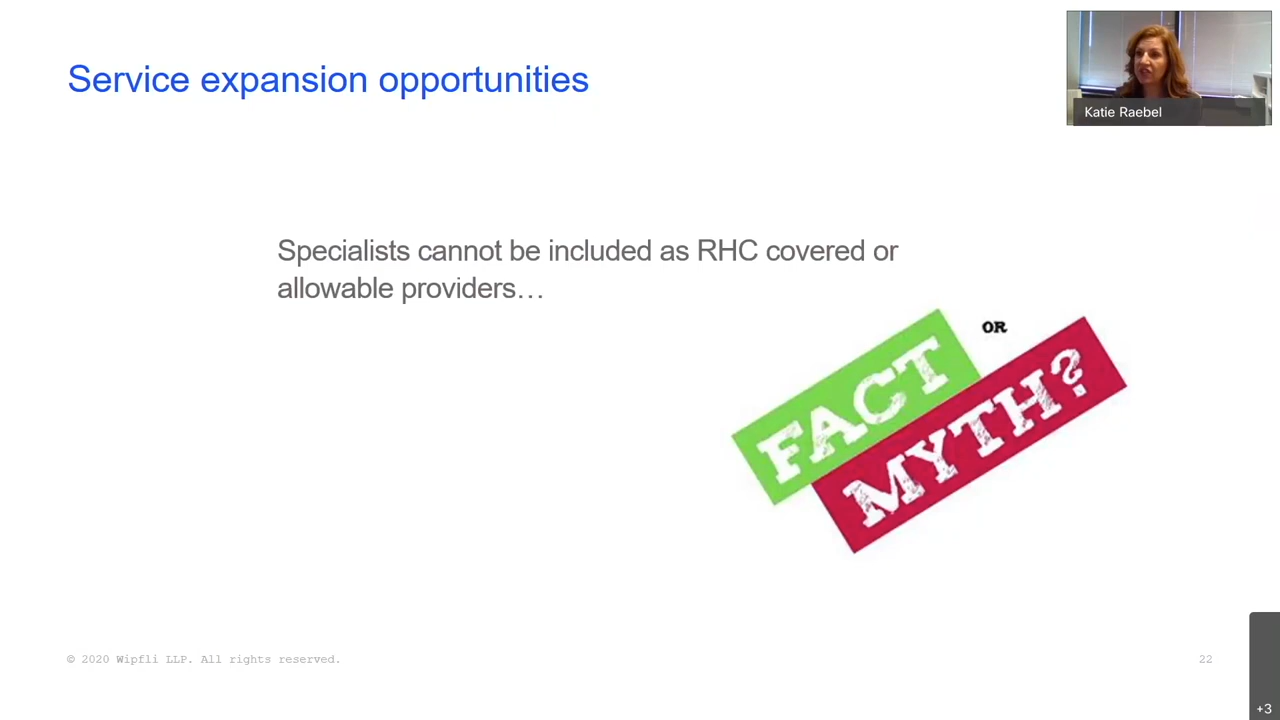 Service expansion opportunities
Katie Raebel
Specialists cannot be included as RHC covered or
allowable providers…
OR
FACT
MYTH?
© 2020 Wipfli LLP. All rights reserved.
22
+3